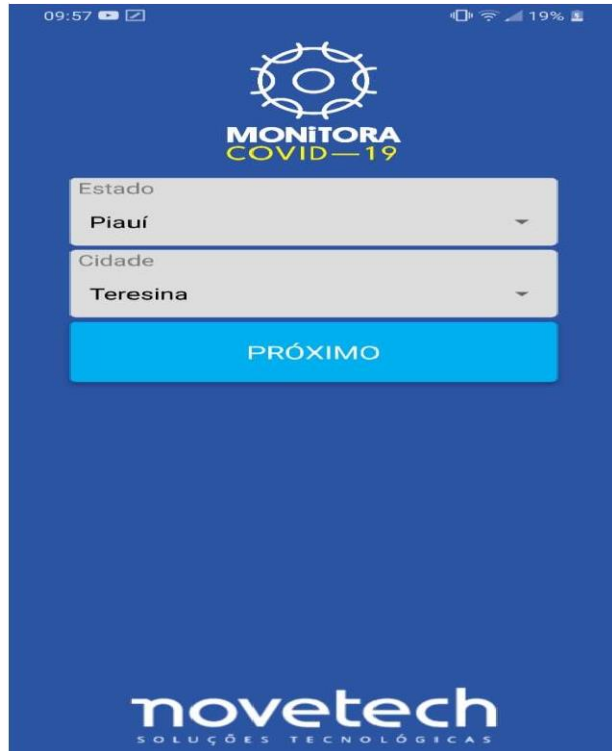 09:57 19%
MONiTORA
COVID—19
Estado
Piauí
Cidade
Teresina
PRÓXIMO
novetech
SOLUÇÕES TECNOLÓGICAS